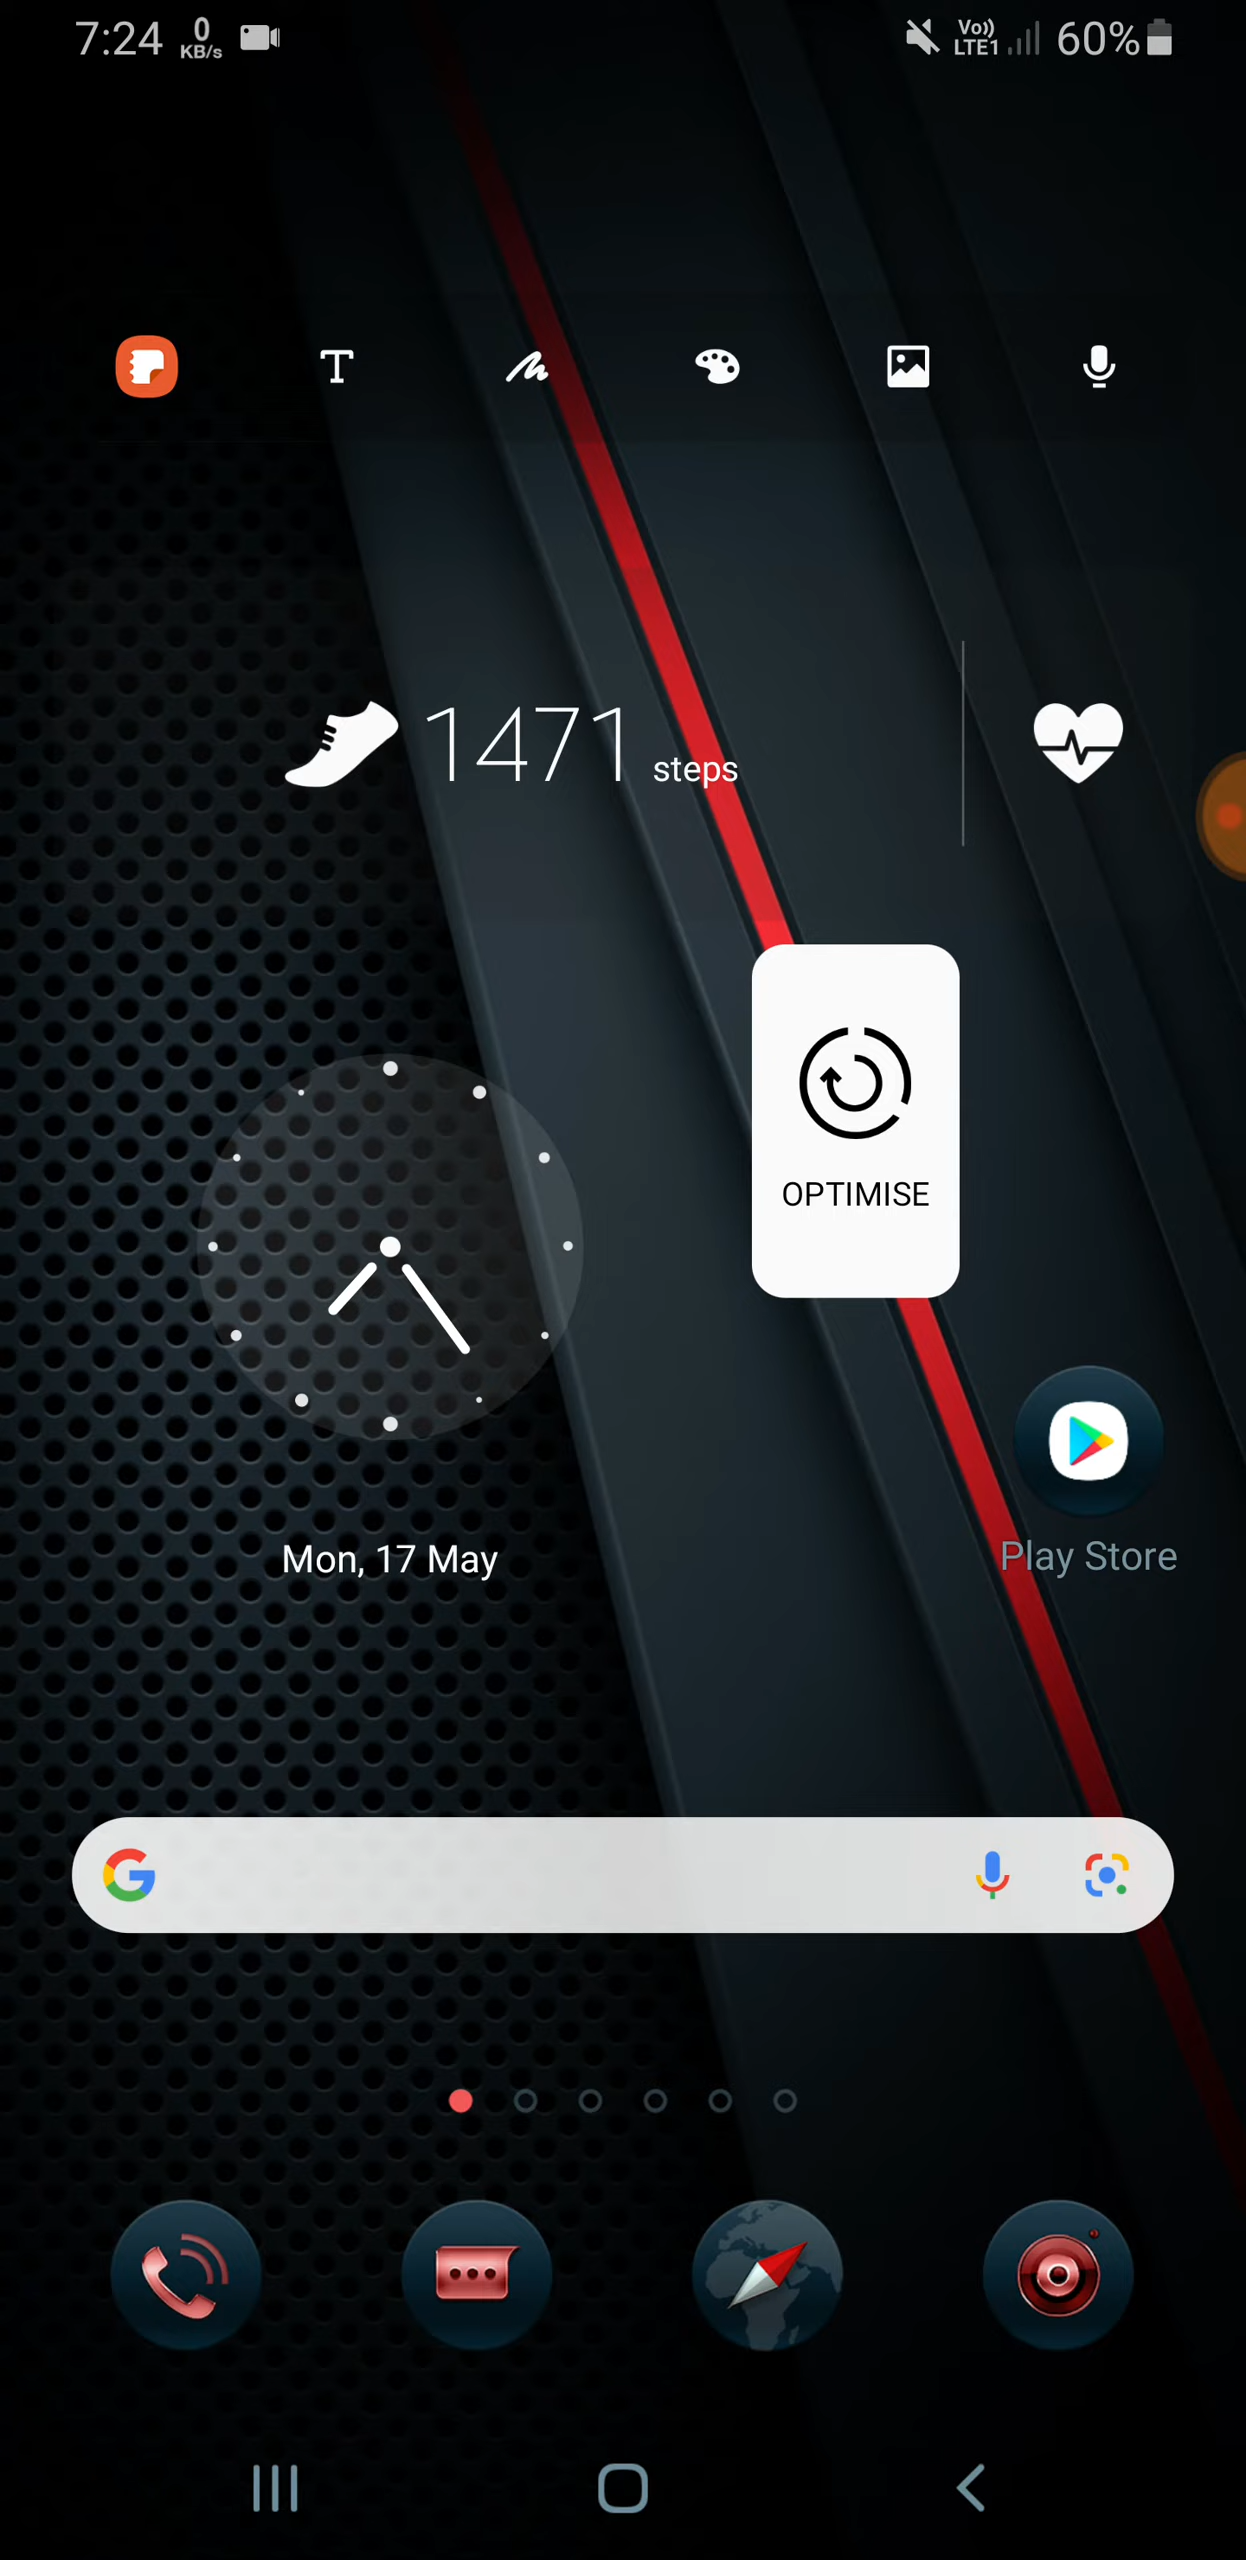 7:24 0 KB/s Vo)) LTE1 60%
T
1471 steps
OPTIMISE
Mon, 17 May
Play Store
G